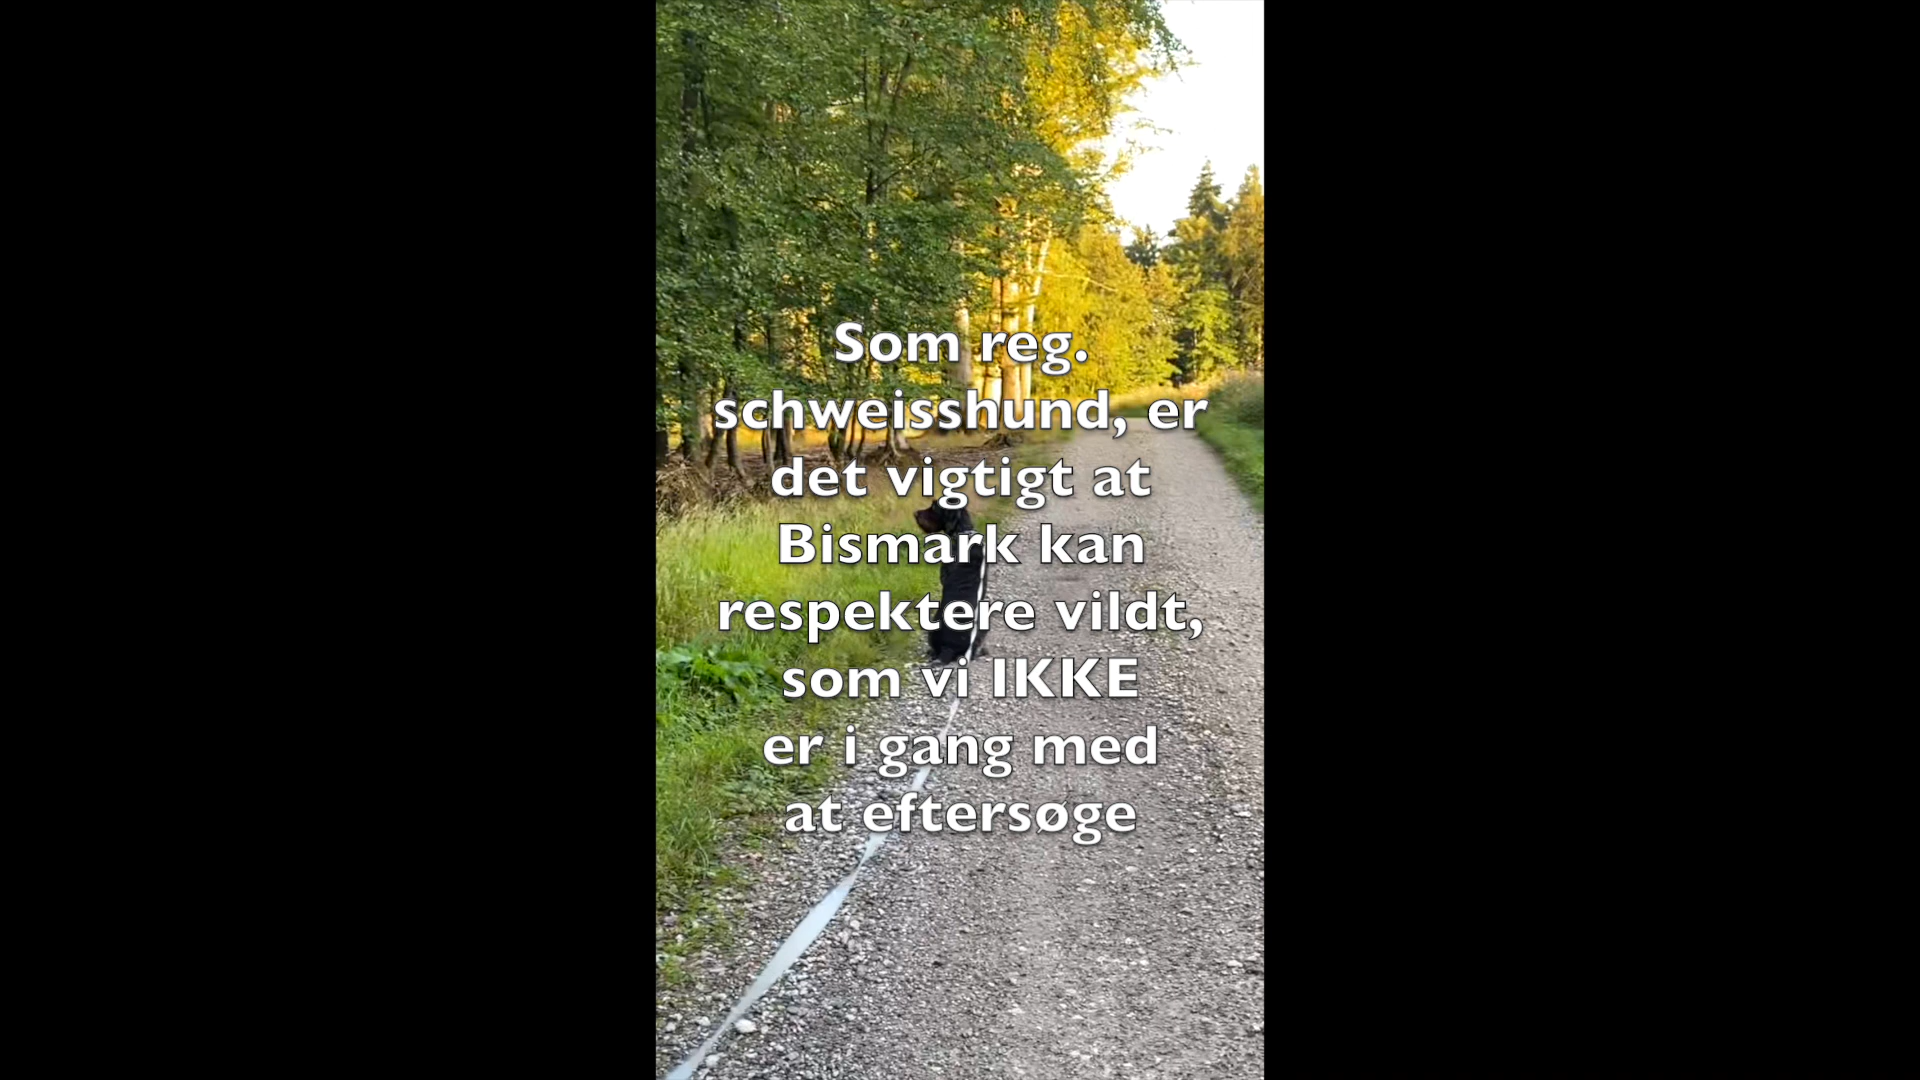 Som reg.
schweisshund, er
det vigtigt at
Bismark kan
respektere vildt,
som vi IKKE
er i gang med
at eftersøge